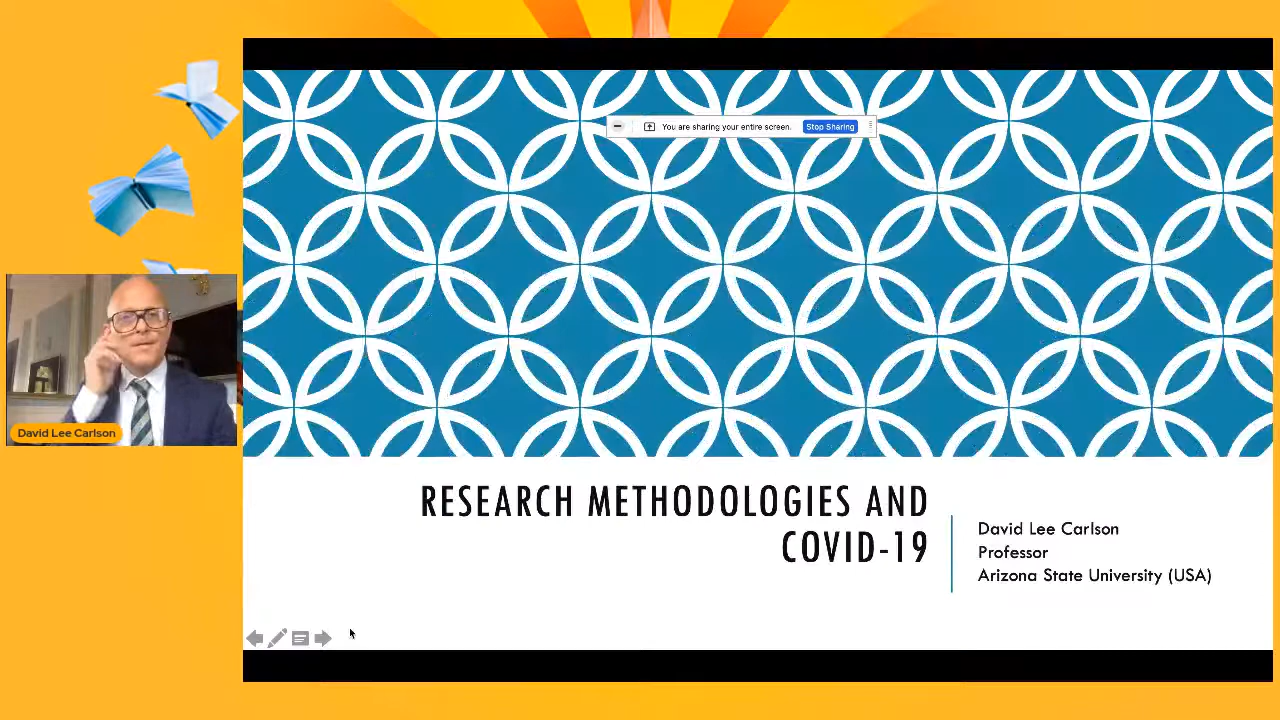 You are sharing your entire screen. Stop Sharing
David Lee Carlson
RESEARCH METHODOLOGIES AND
COVID-19
David Lee Carlson
Professor
Arizona State University (USA)